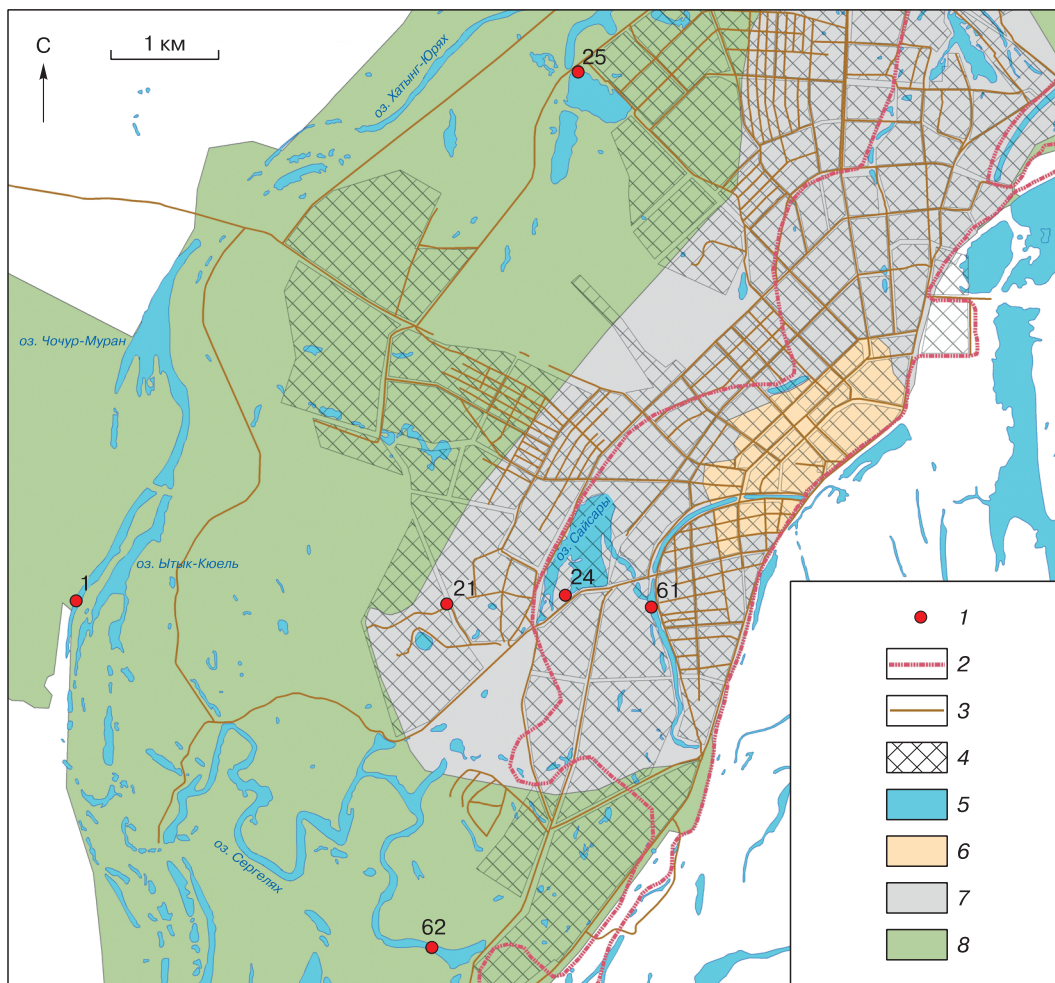 С
1 км
оз. Хатынг-Юрях
25
оз. Чочур-Муран
оз. Сайсары
оз. Ытык-Кюель
1
21
24
61
оз. Сергелях
62
1
2
3
4
5
6
7
8